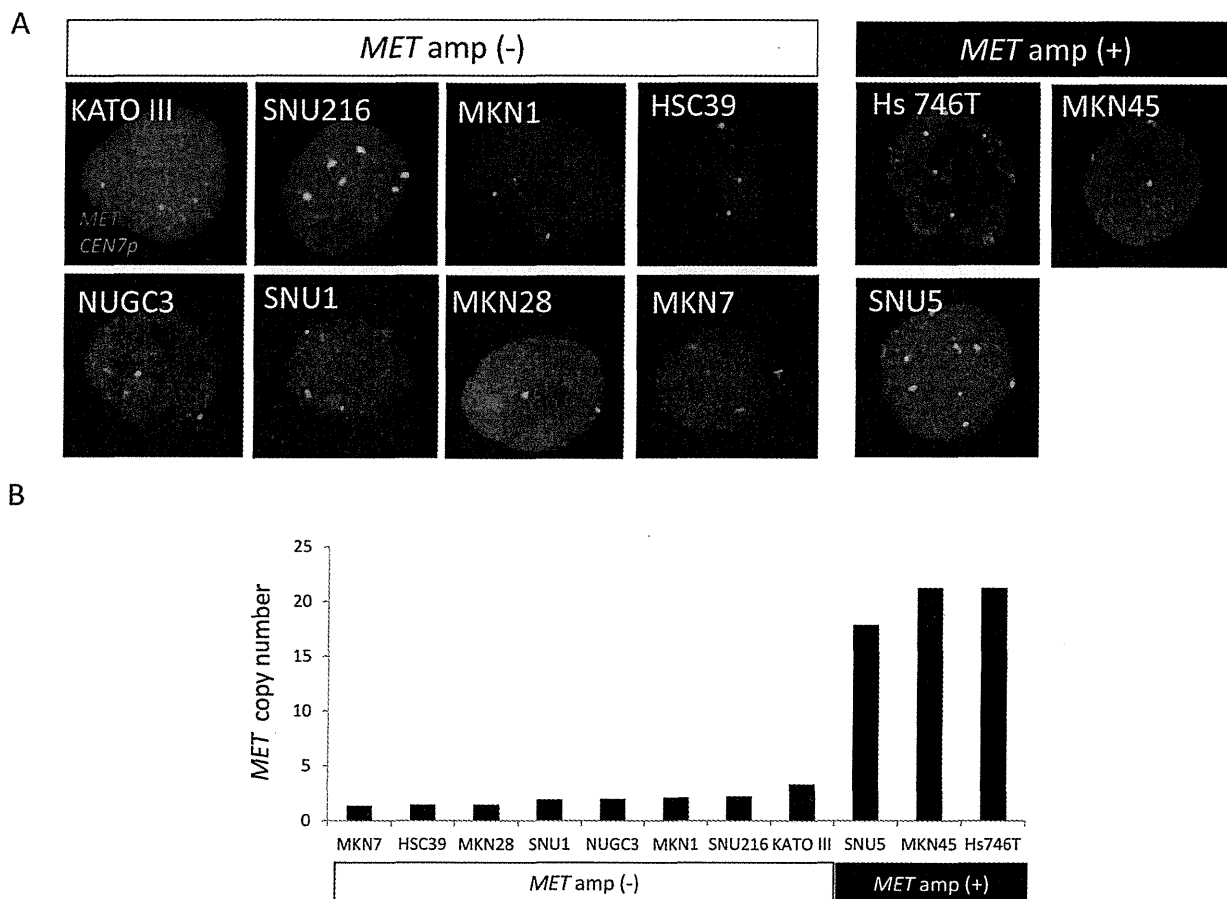 A
MET amp (-)
MET amp (+)
KATO III
SNU216
MKN1
HSC39
Hs 746T
MKN45
MET
CEN7p
NUGC3
SNU1
MKN28
MKN7
SNU5
B
MET copy number
25
20
15
10
5
0
MKN7 HSC39 MKN28 SNU1 NUGC3 MKN1 SNU216 KATO III SNU5 MKN45 Hs746T
MET amp (-)
MET amp (+)